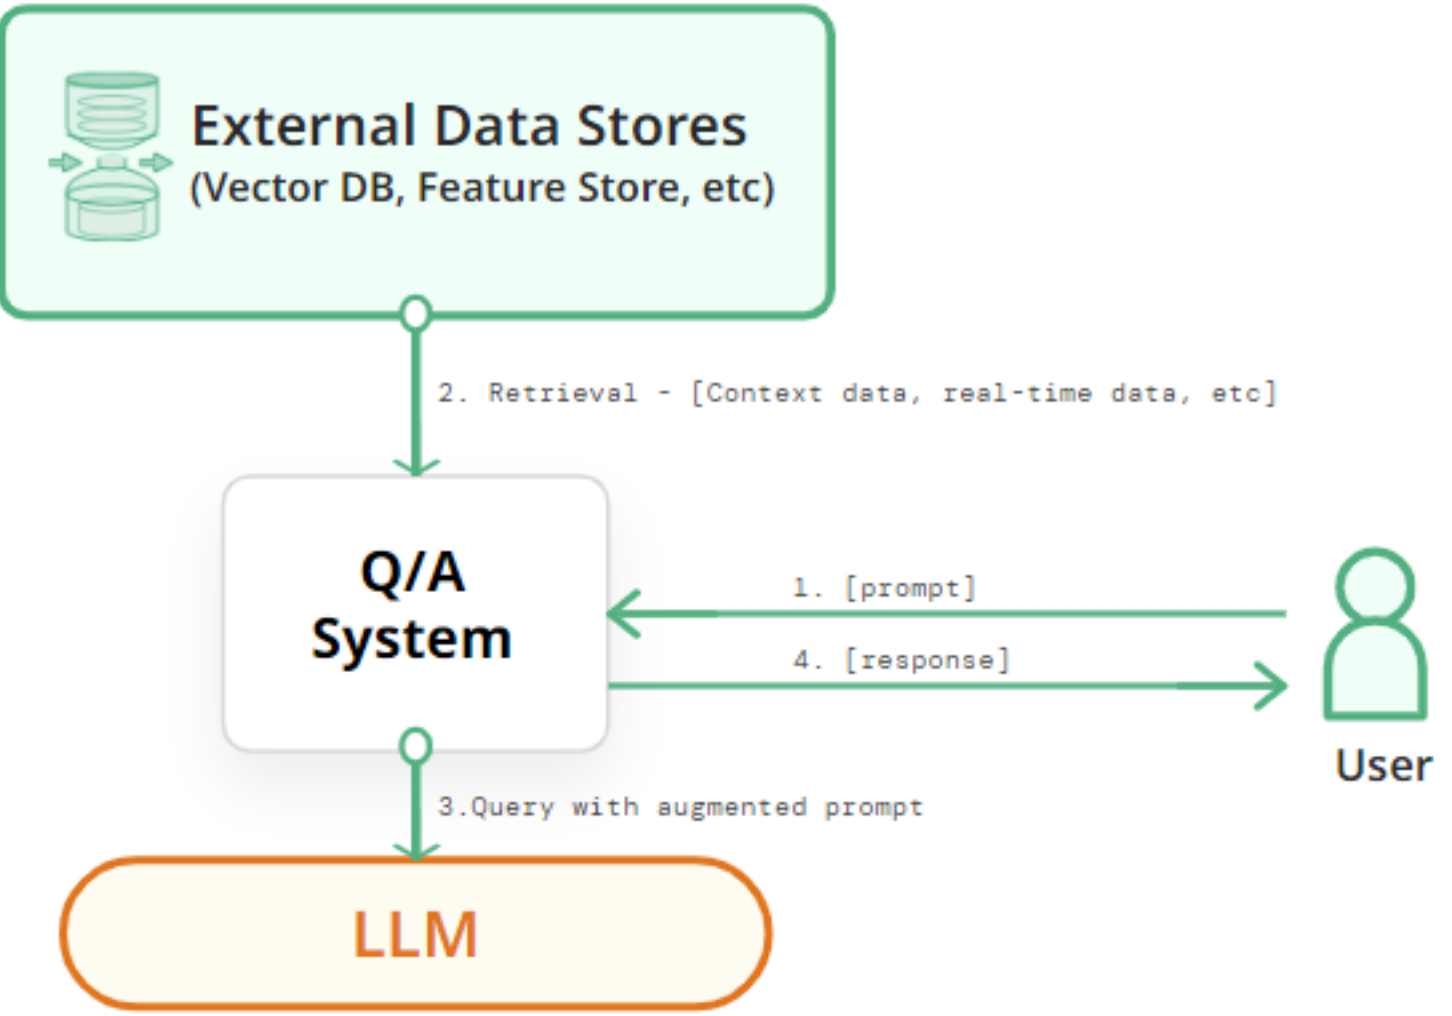 External Data Stores
(Vector DB, Feature Store, etc)
2. Retrieval - [Context data, real-time data, etc]
Q/A
System
1. [prompt]
4. [response]
User
3.Query with augmented prompt
LLM